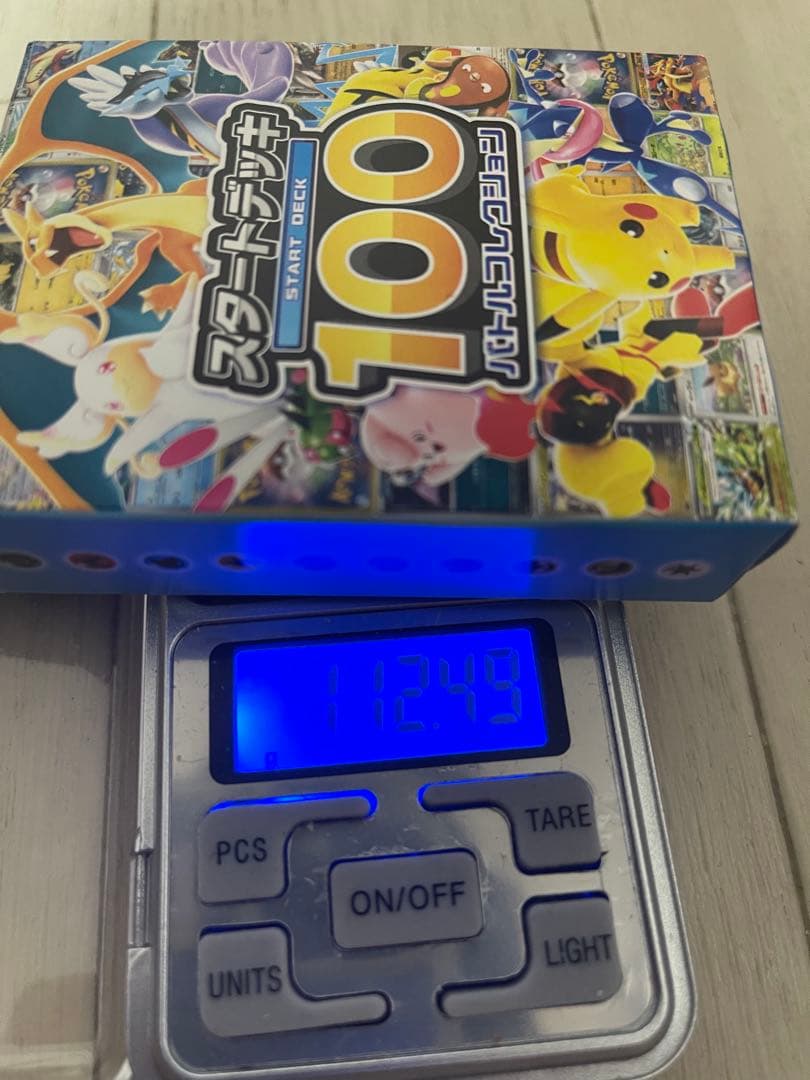 スタートデッキ
START DECK
100
バトルコレクション
112.49
PCS
TARE
ON/OFF
UNITS
LIGHT